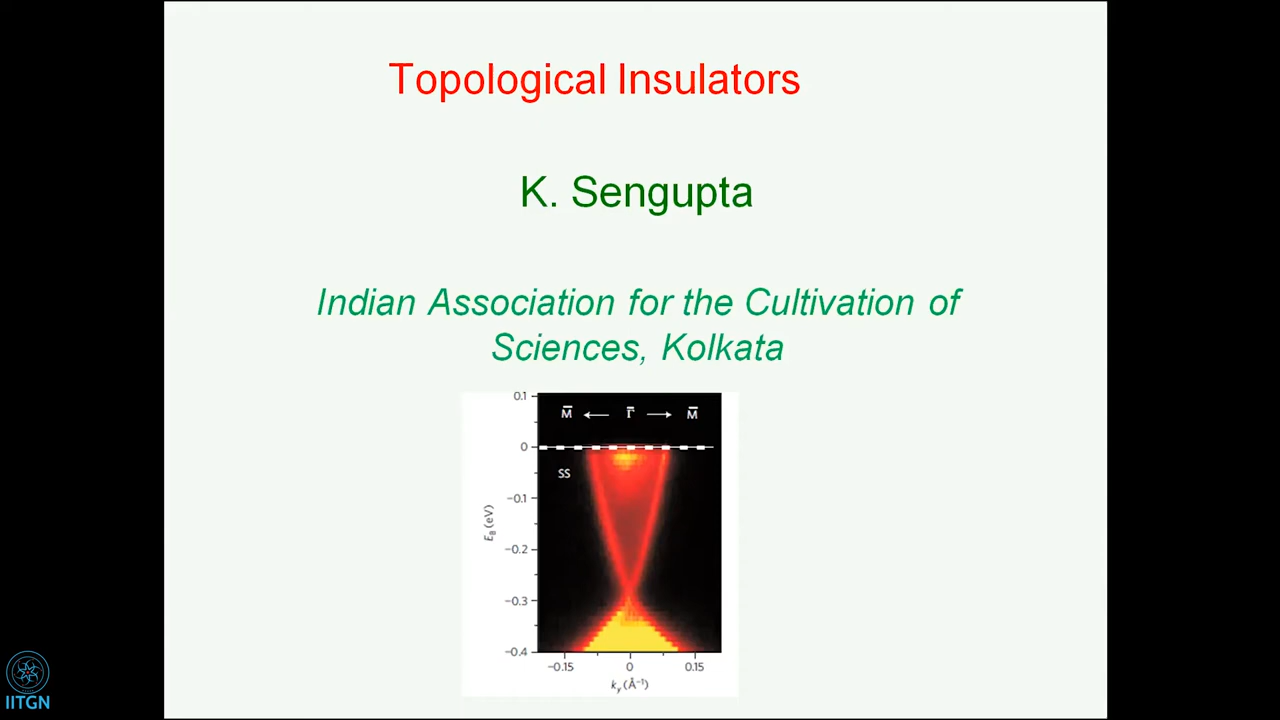 Topological Insulators
K. Sengupta
Indian Association for the Cultivation of
Sciences, Kolkata
0.1
M̄ ← Γ̄ → M̄
0
SS
−0.1
E_B (eV)
−0.2
−0.3
−0.4
−0.15 0 0.15
k_y (Å⁻¹)
IITGN